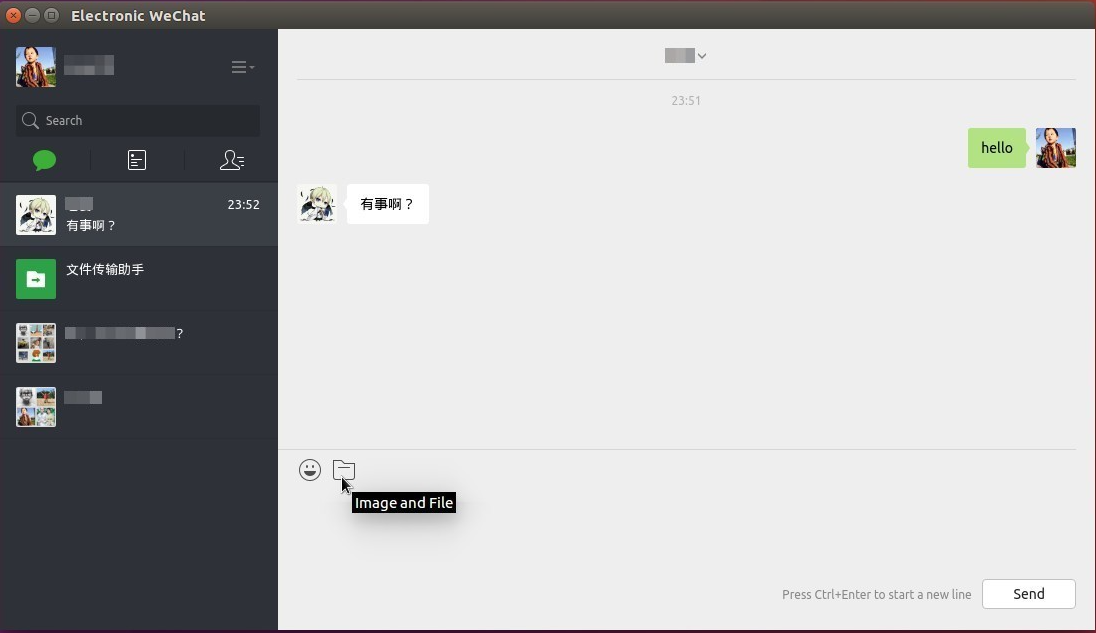 Electronic WeChat
Search
23:52
有事啊？
文件传输助手
?
23:51
hello
有事啊？
Image and File
Press Ctrl+Enter to start a new line
Send